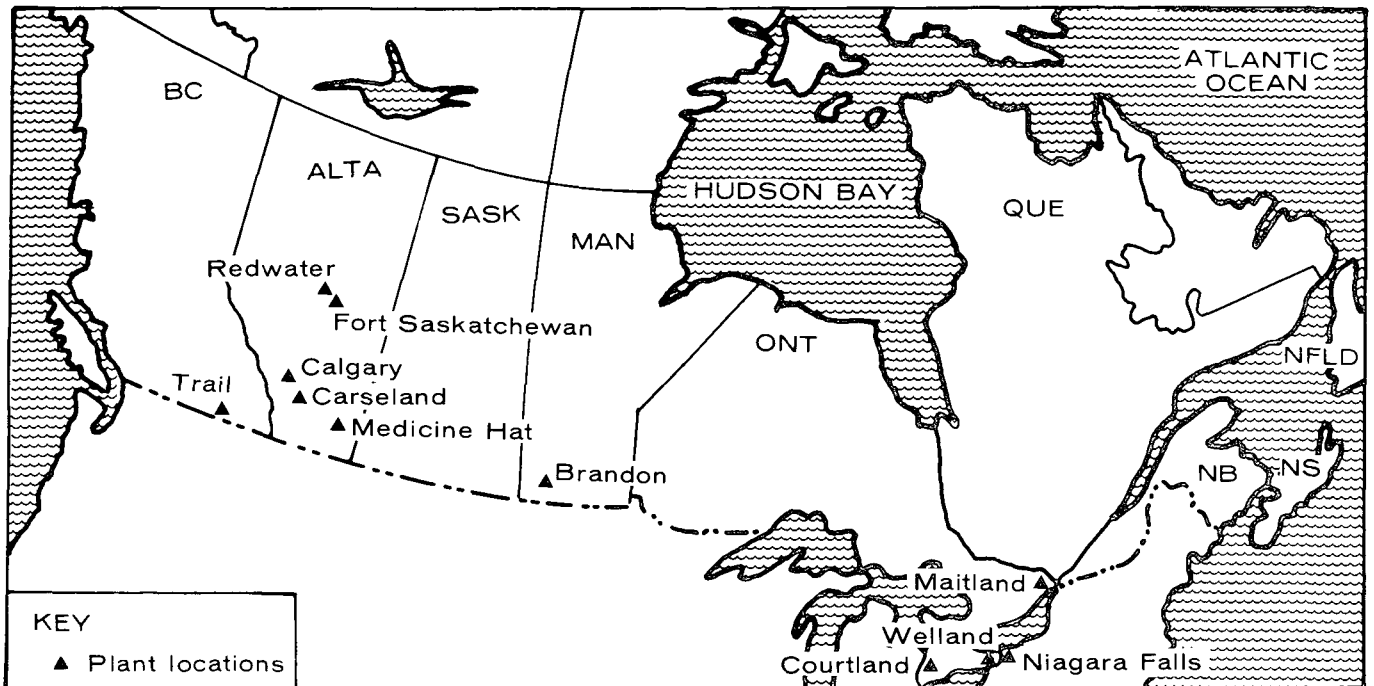 ATLANTIC
OCEAN
BC
ALTA
SASK
HUDSON BAY
QUE
MAN
Redwater
Fort Saskatchewan
ONT
NFLD
Calgary
Trail
Carseland
Medicine Hat
Brandon
NB
NS
Maitland
Welland
Courtland
Niagara Falls
KEY
Plant locations